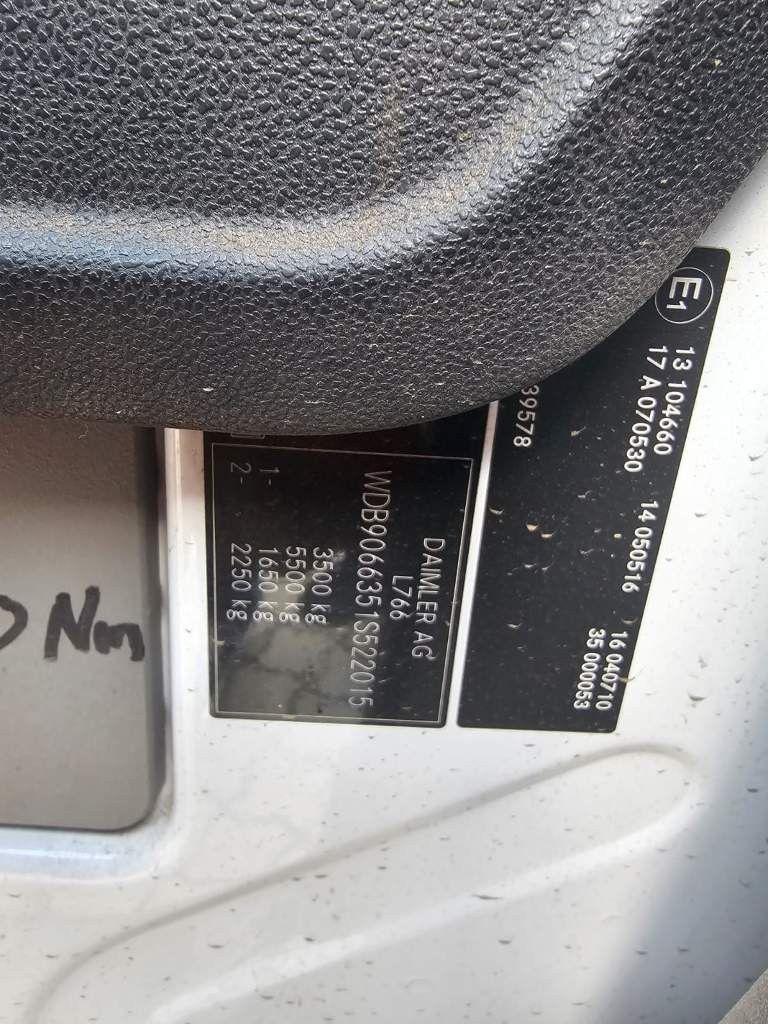 E1
13 104660 14 050516 16 040710
17 A 070530 35 000053
39578
DAIMLER AG
L766
WDB9066351S522015
3500 kg
5500 kg
1- 1650 kg
2- 2250 kg
Nm